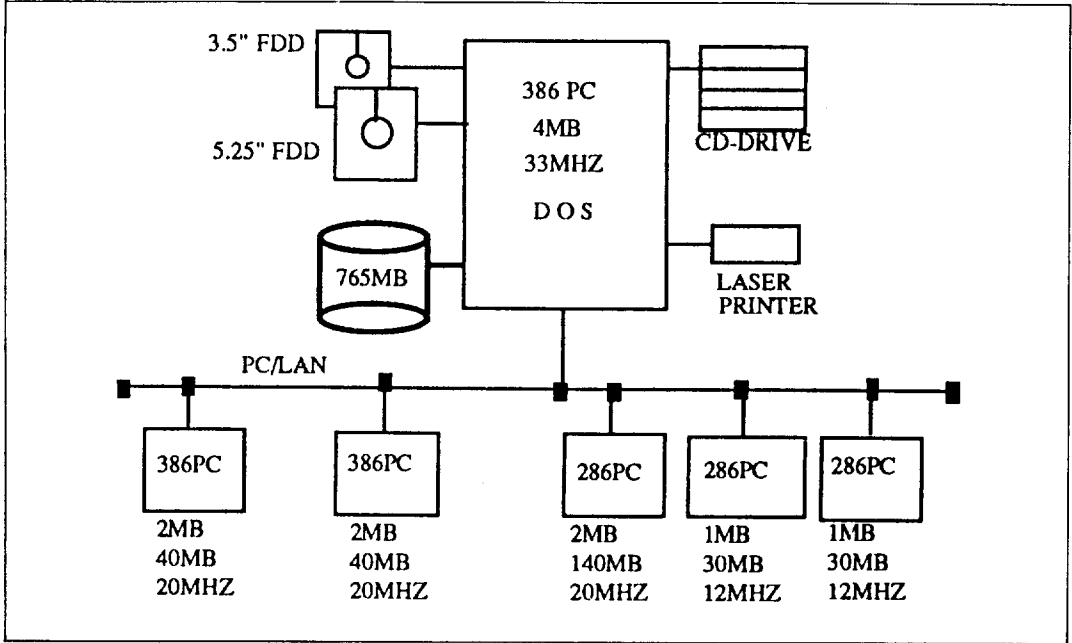 3.5" FDD
5.25" FDD
386 PC
4MB
33MHZ
D O S
CD-DRIVE
765MB
LASER
PRINTER
PC/LAN
386PC
2MB
40MB
20MHZ
386PC
2MB
40MB
20MHZ
286PC
2MB
140MB
20MHZ
286PC
1MB
30MB
12MHZ
286PC
1MB
30MB
12MHZ